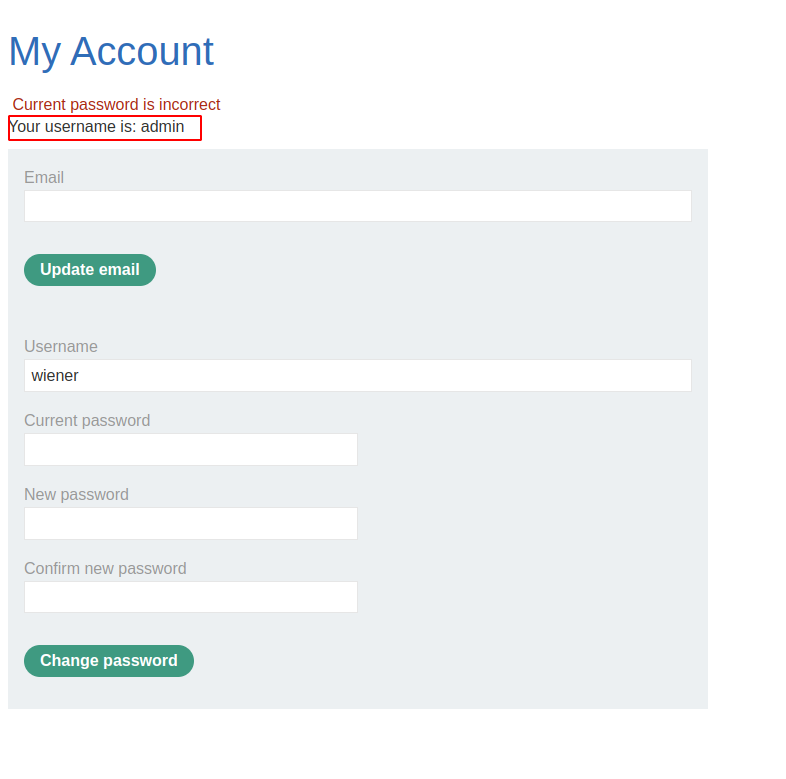 My Account
Current password is incorrect
Your username is: admin
Email
Update email
Username
wiener
Current password
New password
Confirm new password
Change password